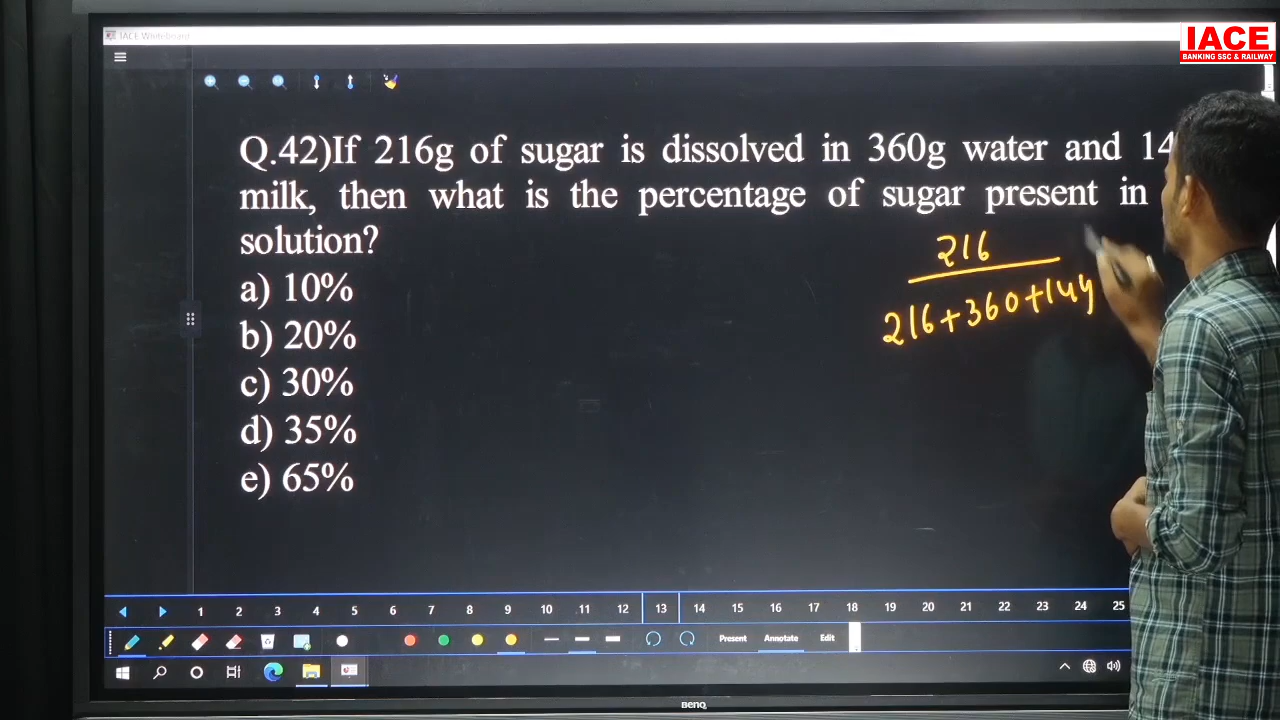 IACE Whiteboard
IACE
BANKING SSC & RAILWAY
Q.42)If 216g of sugar is dissolved in 360g water and 14
milk, then what is the percentage of sugar present in
solution?
a) 10%
b) 20%
c) 30%
d) 35%
e) 65%
216
216+360+144
1 2 3 4 5 6 7 8 9 10 11 12 13 14 15 16 17 18 19 20 21 22 23 24 25
Present Annotate Edit
BENQ